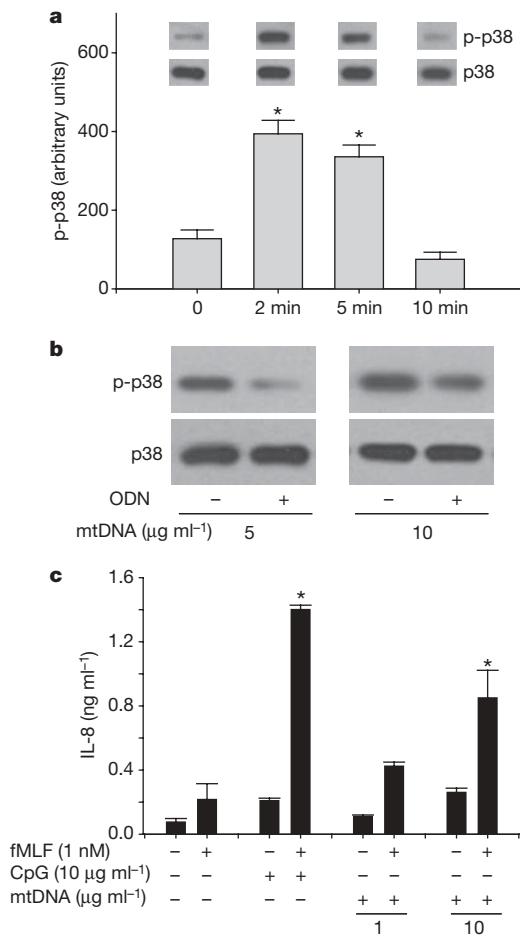 a
p-p38
p38
p-p38 (arbitrary units)
600
400
200
0
* *
0 2 min 5 min 10 min
b
p-p38
p38
ODN – + – +
mtDNA (μg ml–1) 5 10
c
IL-8 (ng ml–1)
1.6
1.2
0.8
0.4
0.0
* *
fMLF (1 nM) – + – + – + – +
CpG (10 μg ml–1) – – + + – – – –
mtDNA (μg ml–1) – – – – + + + +
1 10